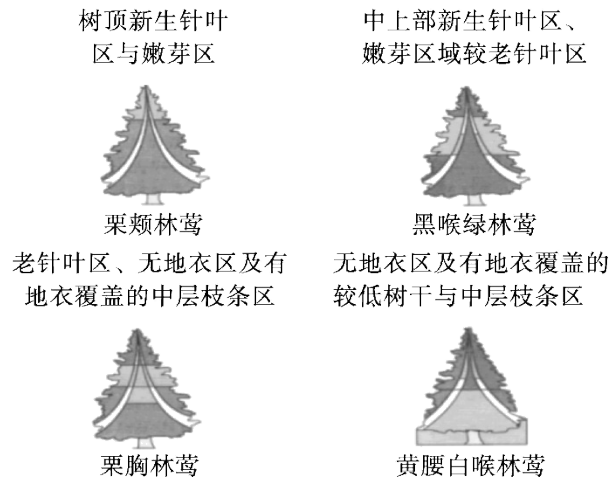 树顶新生针叶
区与嫩芽区
中上部新生针叶区、
嫩芽区域较老针叶区
栗颊林莺
黑喉绿林莺
老针叶区、无地衣区及有
地衣覆盖的中层枝条区
无地衣区及有地衣覆盖的
较低树干与中层枝条区
栗胸林莺
黄腰白喉林莺